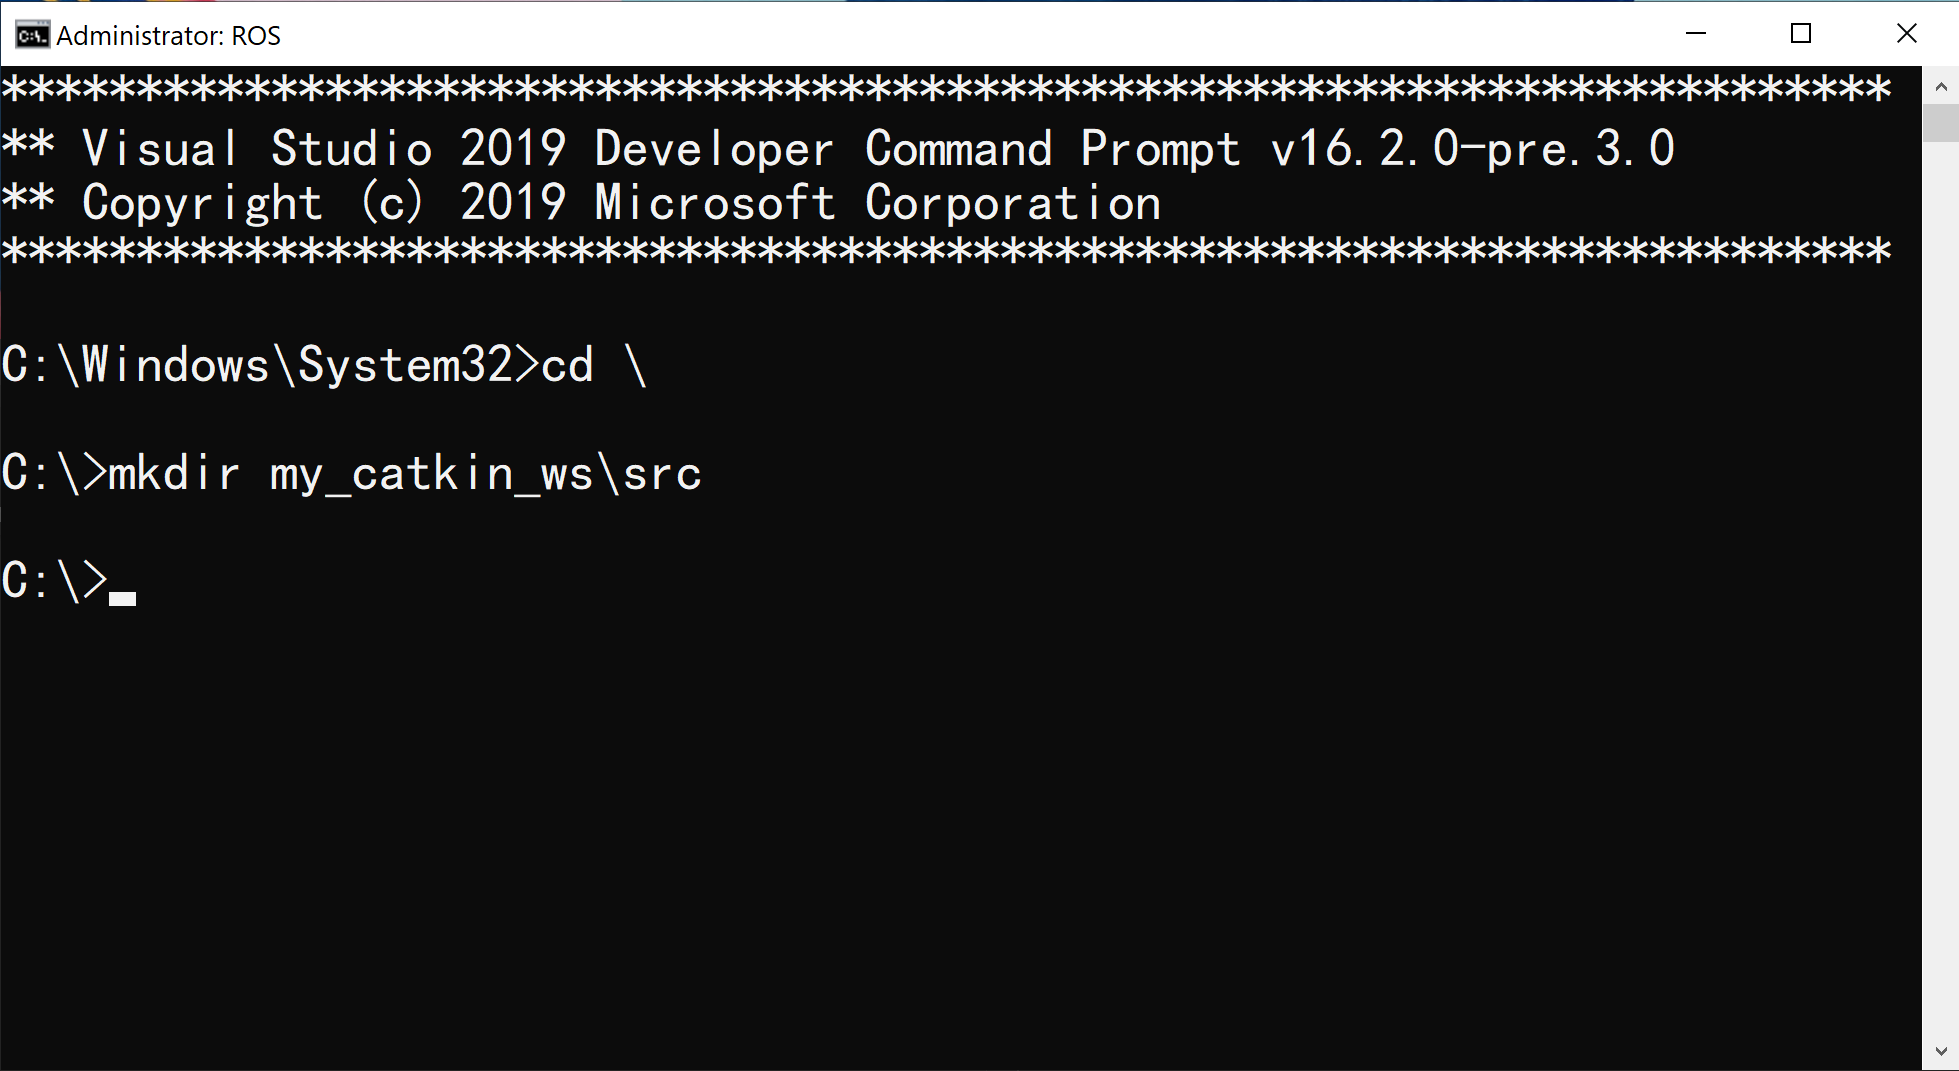 Administrator: ROS
**********************************************************************
** Visual Studio 2019 Developer Command Prompt v16.2.0-pre.3.0
** Copyright (c) 2019 Microsoft Corporation
**********************************************************************
C:\Windows\System32>cd \
C:\>mkdir my_catkin_ws\src
C:\>